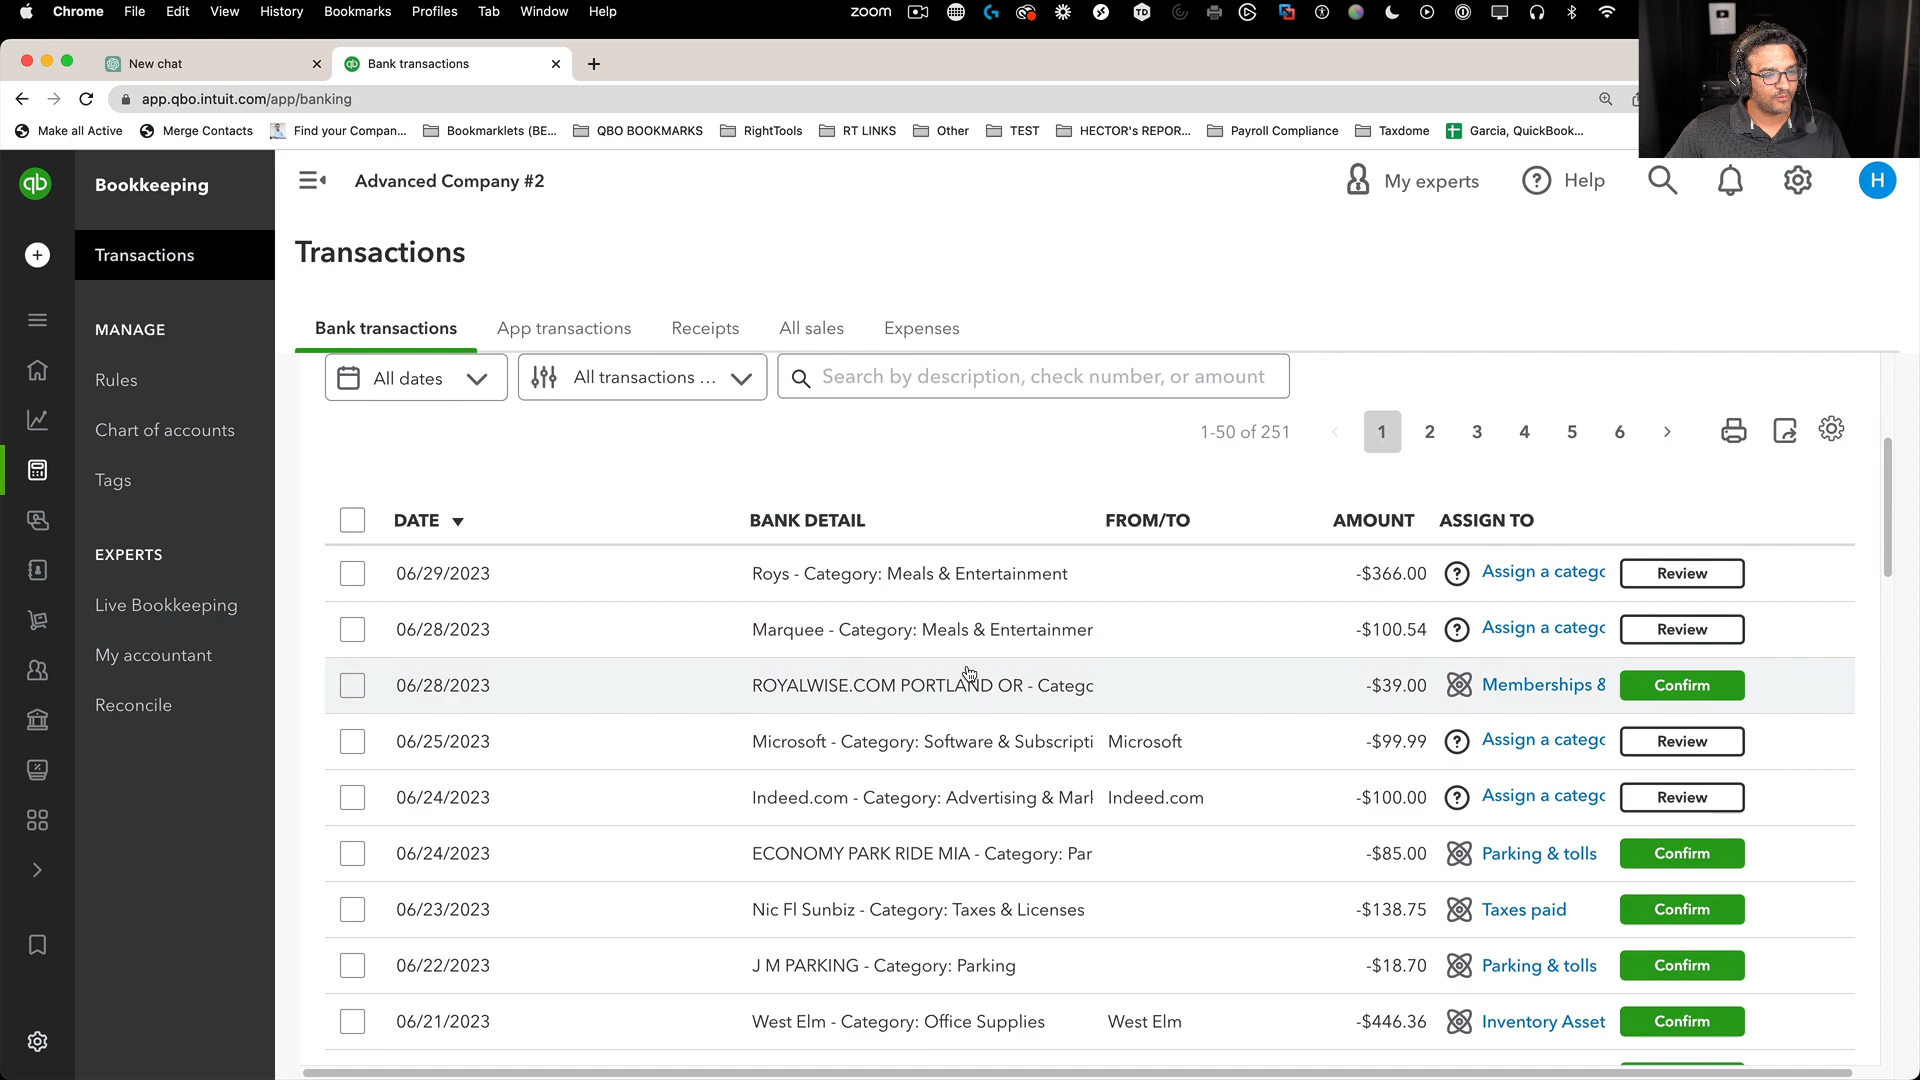 Chrome File Edit View History Bookmarks Profiles Tab Window Help zoom TD
New chat
Bank transactions
app.qbo.intuit.com/app/banking
Make all Active Merge Contacts Find your Compan... Bookmarklets (BE... QBO BOOKMARKS RightTools RT LINKS Other TEST HECTOR's REPOR... Payroll Compliance Taxdome Garcia, QuickBook...
qb Bookkeeping Advanced Company #2 My experts Help H
Transactions
Transactions
MANAGE
Rules
Chart of accounts
Tags
EXPERTS
Live Bookkeeping
My accountant
Reconcile
Bank transactions App transactions Receipts All sales Expenses
All dates All transactions ... Search by description, check number, or amount
1-50 of 251 1 2 3 4 5 6
DATE BANK DETAIL FROM/TO AMOUNT ASSIGN TO
06/29/2023 Roys - Category: Meals & Entertainment -$366.00 Assign a catego Review
06/28/2023 Marquee - Category: Meals & Entertainmer -$100.54 Assign a catego Review
06/28/2023 ROYALWISE.COM PORTLAND OR - Catego -$39.00 Memberships & Confirm
06/25/2023 Microsoft - Category: Software & Subscripti Microsoft -$99.99 Assign a catego Review
06/24/2023 Indeed.com - Category: Advertising & Marl Indeed.com -$100.00 Assign a catego Review
06/24/2023 ECONOMY PARK RIDE MIA - Category: Par -$85.00 Parking & tolls Confirm
06/23/2023 Nic Fl Sunbiz - Category: Taxes & Licenses -$138.75 Taxes paid Confirm
06/22/2023 J M PARKING - Category: Parking -$18.70 Parking & tolls Confirm
06/21/2023 West Elm - Category: Office Supplies West Elm -$446.36 Inventory Asset Confirm